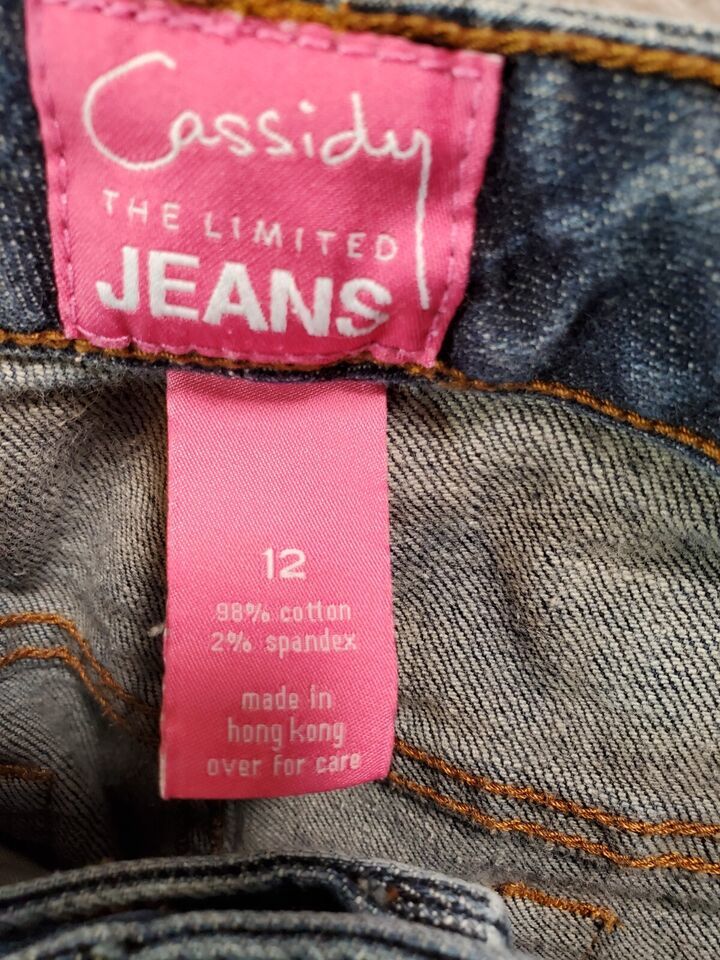 Cassidy
THE LIMITED
JEANS
12
98% cotton
2% spandex
made in
hong kong
over for care